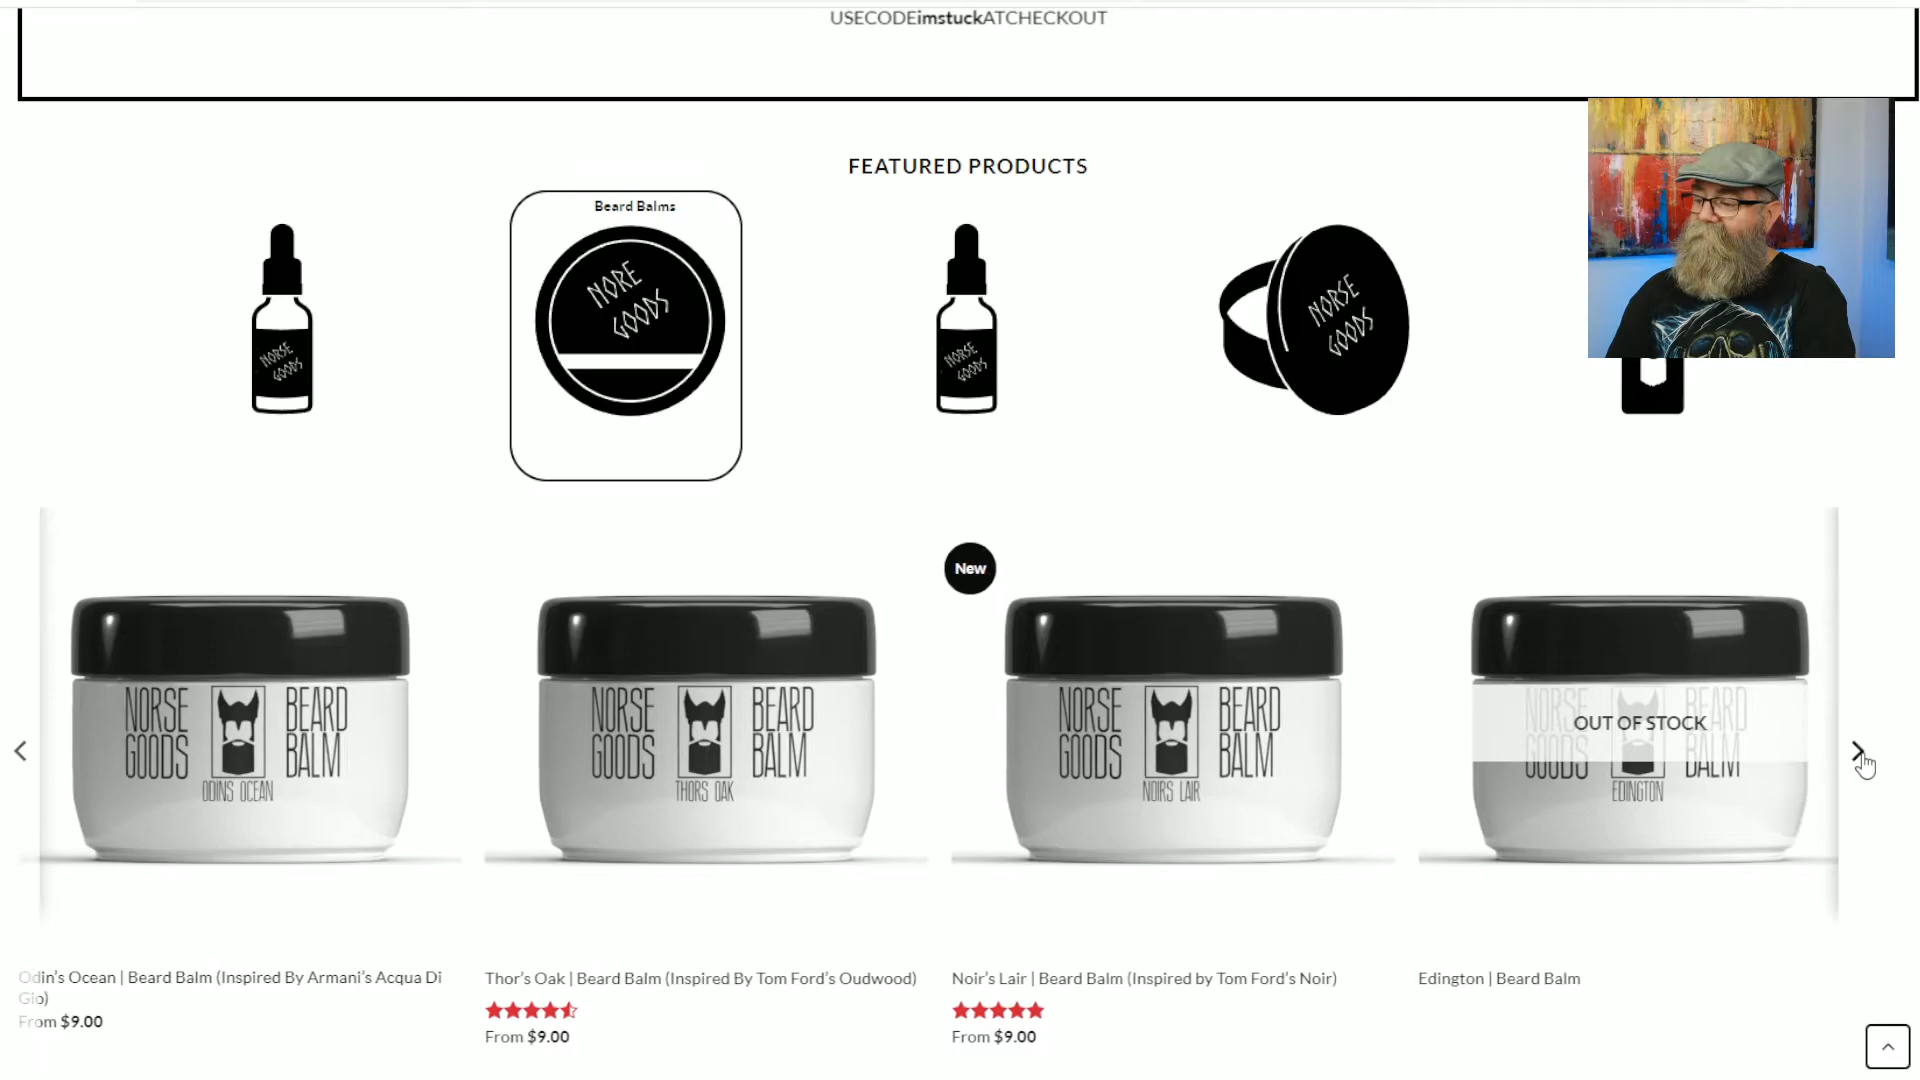 USECODEimstuckATCHECKOUT
FEATURED PRODUCTS
Beard Balms
NORSE
GOODS
NORE
GOODS
NORSE
GOODS
NORSE
GOODS
New
NORSE BEARD
GOODS BALM
ODINS OCEAN
NORSE BEARD
GOODS BALM
THORS OAK
NORSE BEARD
GOODS BALM
NOIRS LAIR
NORSE BEARD
OUT OF STOCK
GOODS BALM
EDINGTON
Odin's Ocean | Beard Balm (Inspired By Armani's Acqua Di
Gio)
From $9.00
Thor's Oak | Beard Balm (Inspired By Tom Ford's Oudwood)
From $9.00
Noir's Lair | Beard Balm (Inspired by Tom Ford's Noir)
From $9.00
Edington | Beard Balm